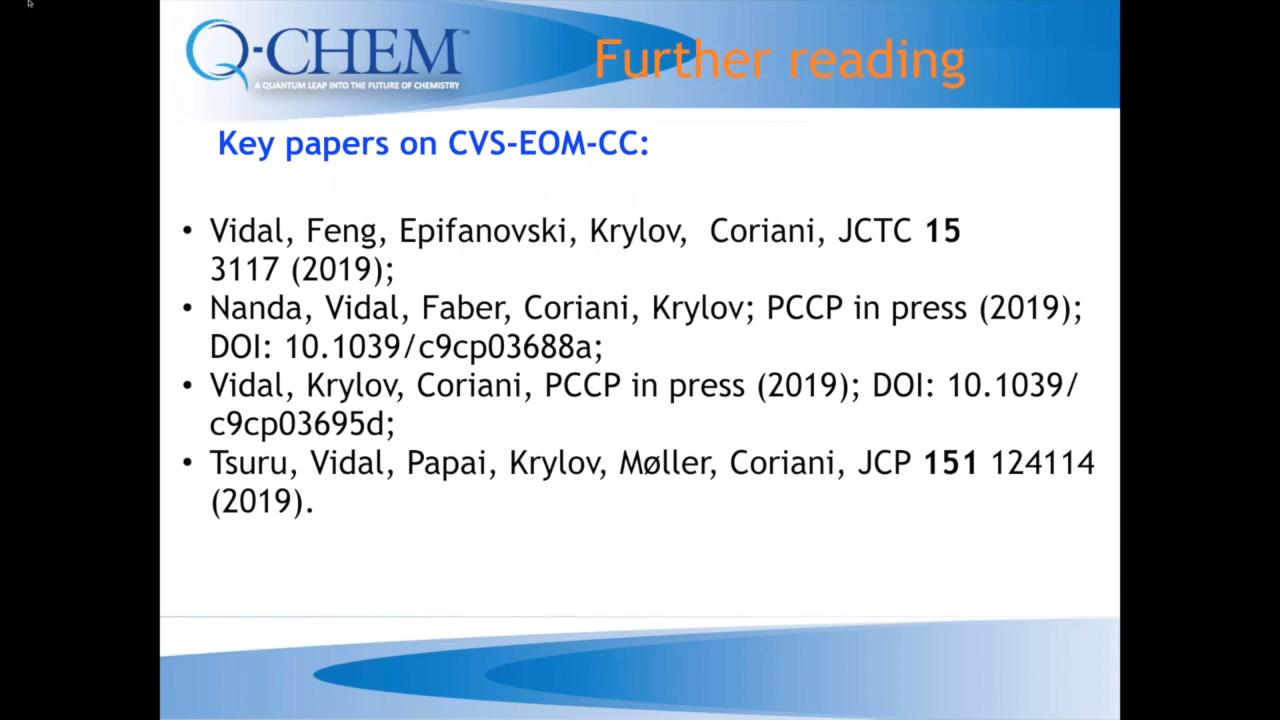 Q-CHEM™
A QUANTUM LEAP INTO THE FUTURE OF CHEMISTRY
Further reading
Key papers on CVS-EOM-CC:
• Vidal, Feng, Epifanovski, Krylov, Coriani, JCTC 15
3117 (2019);
• Nanda, Vidal, Faber, Coriani, Krylov; PCCP in press (2019);
DOI: 10.1039/c9cp03688a;
• Vidal, Krylov, Coriani, PCCP in press (2019); DOI: 10.1039/
c9cp03695d;
• Tsuru, Vidal, Papai, Krylov, Møller, Coriani, JCP 151 124114
(2019).